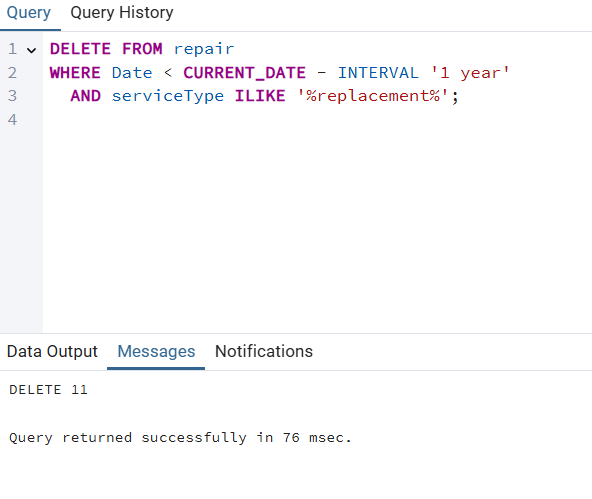 Query Query History
1 DELETE FROM repair
2 WHERE Date < CURRENT_DATE - INTERVAL '1 year'
3 AND serviceType ILIKE '%replacement%';
4
Data Output Messages Notifications
DELETE 11
Query returned successfully in 76 msec.